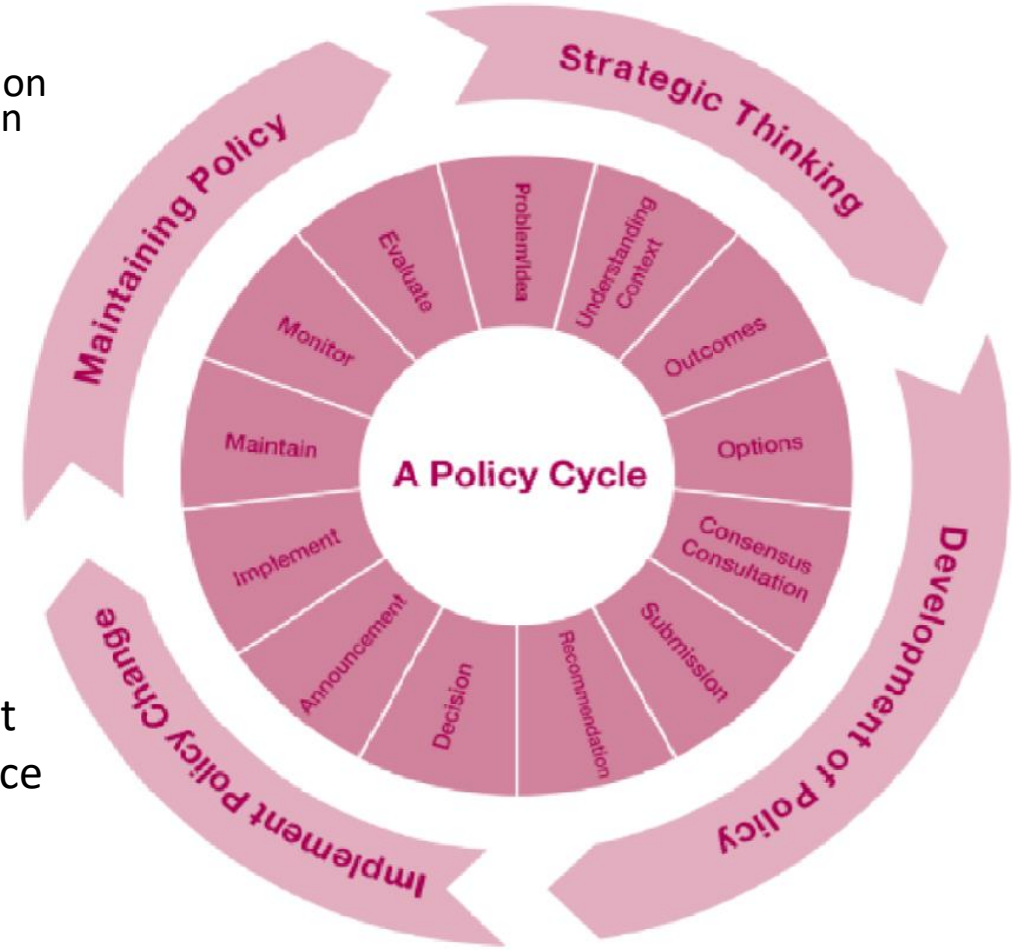 on
n
t
ce
Strategic Thinking
Development of Policy
Implement Policy Change
Maintaining Policy
Problem/Idea
Understanding
Context
Outcomes
Options
Consensus
Consultation
Submission
Recommendation
Decision
Announcement
Implement
Maintain
Monitor
Evaluate
A Policy Cycle